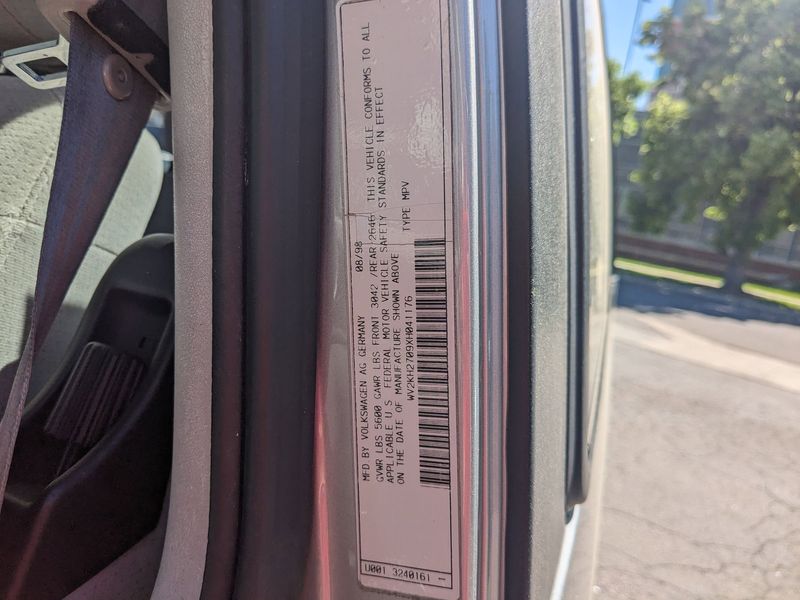 MFD BY VOLKSWAGEN AG GERMANY 08/98
GVWR LBS 5600 GAWR LBS FRONT 3042 /REAR 2646 THIS VEHICLE CONFORMS TO ALL
APPLICABLE U S FEDERAL MOTOR VEHICLE SAFETY STANDARDS IN EFFECT
ON THE DATE OF MANUFACTURE SHOWN ABOVE
WV2KH2709XH041176 TYPE MPV
U001 3240161 -